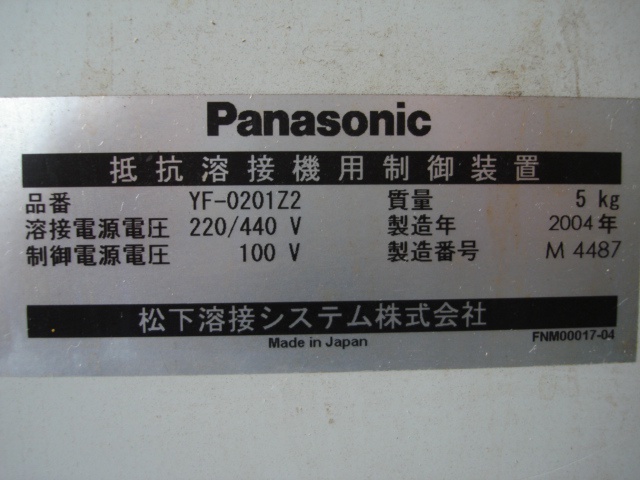 Panasonic
抵抗溶接機用制御装置
品番 YF-0201Z2 質量 5 kg
溶接電源電圧 220/440 V 製造年 2004年
制御電源電圧 100 V 製造番号 M 4487
松下溶接システム株式会社
Made in Japan FNM00017-04